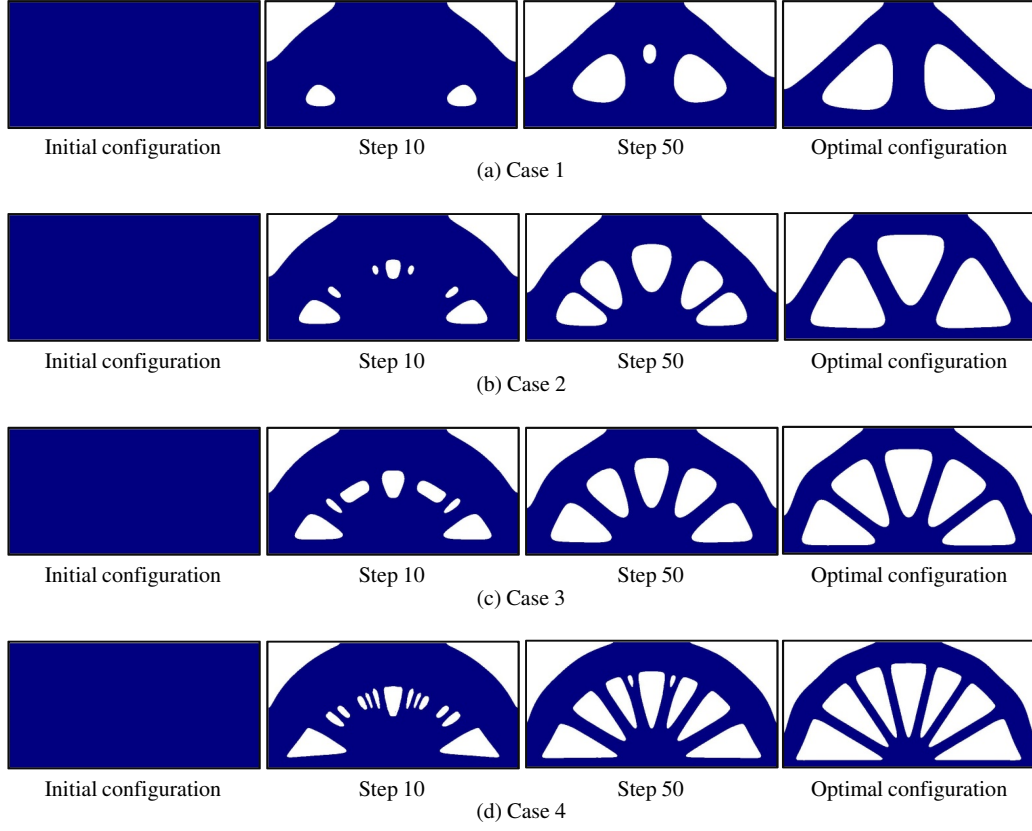 Initial configuration Step 10 Step 50 Optimal configuration
(a) Case 1
Initial configuration Step 10 Step 50 Optimal configuration
(b) Case 2
Initial configuration Step 10 Step 50 Optimal configuration
(c) Case 3
Initial configuration Step 10 Step 50 Optimal configuration
(d) Case 4